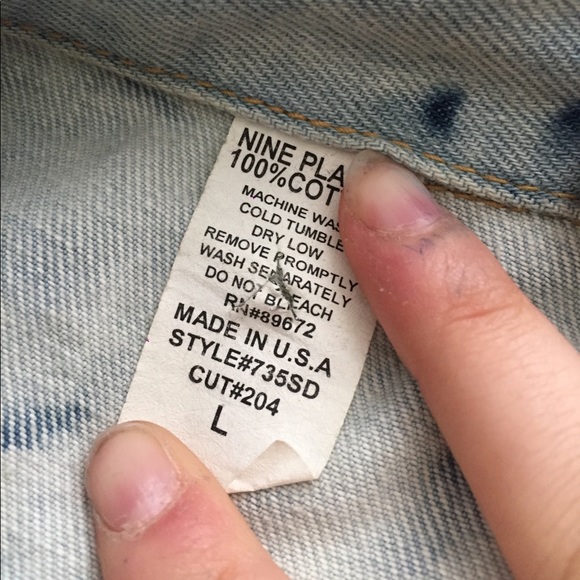 NINE PLA
100%COT
MACHINE WAS
COLD TUMBLE
DRY LOW
REMOVE PROMPTLY
WASH SEPARATELY
DO NOT BLEACH
RN#89672
MADE IN U.S.A
STYLE#735SD
CUT#204
L